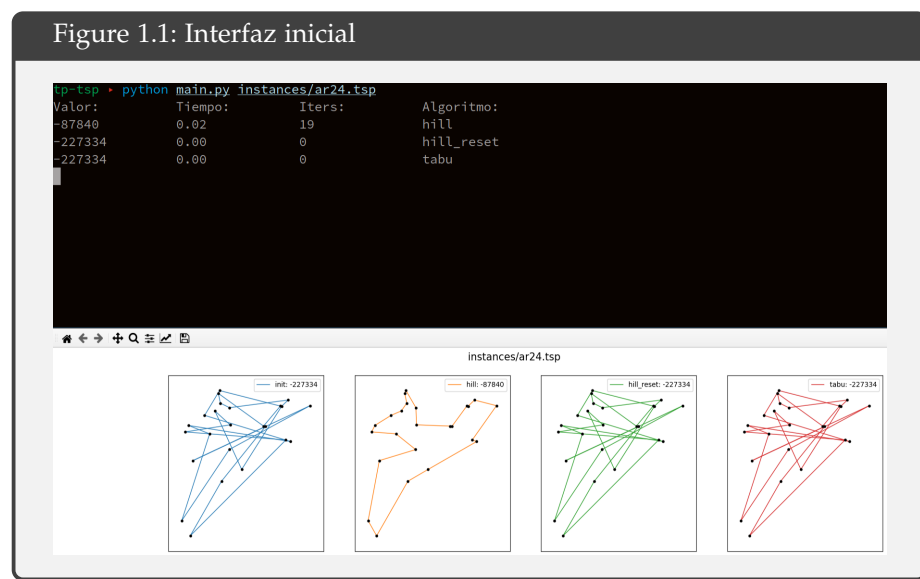 Figure 1.1: Interfaz inicial
tp-tsp ▸ python main.py instances/ar24.tsp
Valor: Tiempo: Iters: Algoritmo:
-87840 0.02 19 hill
-227334 0.00 0 hill_reset
-227334 0.00 0 tabu
instances/ar24.tsp
init: -227334
hill: -87840
hill_reset: -227334
tabu: -227334